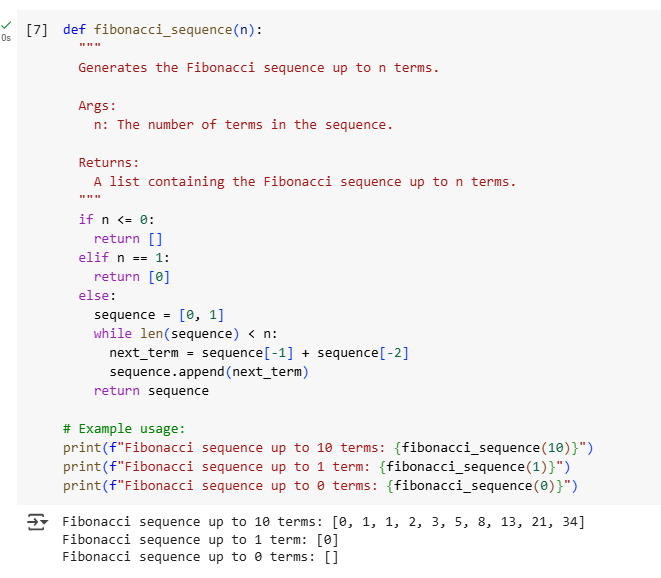 [7] def fibonacci_sequence(n):
  """
  Generates the Fibonacci sequence up to n terms.

  Args:
    n: The number of terms in the sequence.

  Returns:
    A list containing the Fibonacci sequence up to n terms.
  """
  if n <= 0:
    return []
  elif n == 1:
    return [0]
  else:
    sequence = [0, 1]
    while len(sequence) < n:
      next_term = sequence[-1] + sequence[-2]
      sequence.append(next_term)
    return sequence

# Example usage:
print(f"Fibonacci sequence up to 10 terms: {fibonacci_sequence(10)}")
print(f"Fibonacci sequence up to 1 term: {fibonacci_sequence(1)}")
print(f"Fibonacci sequence up to 0 terms: {fibonacci_sequence(0)}")
0s
Fibonacci sequence up to 10 terms: [0, 1, 1, 2, 3, 5, 8, 13, 21, 34]
Fibonacci sequence up to 1 term: [0]
Fibonacci sequence up to 0 terms: []